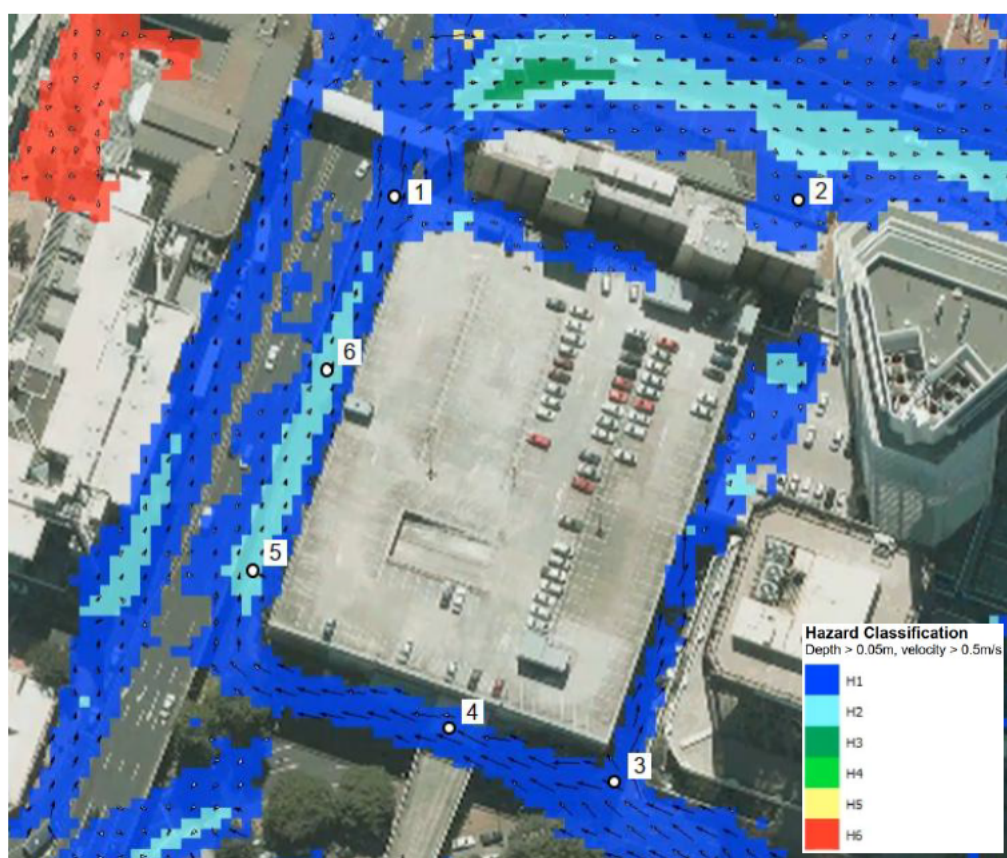 1
2
6
5
4
3
Hazard Classification
Depth > 0.05m, velocity > 0.5m/s
H1
H2
H3
H4
H5
H6